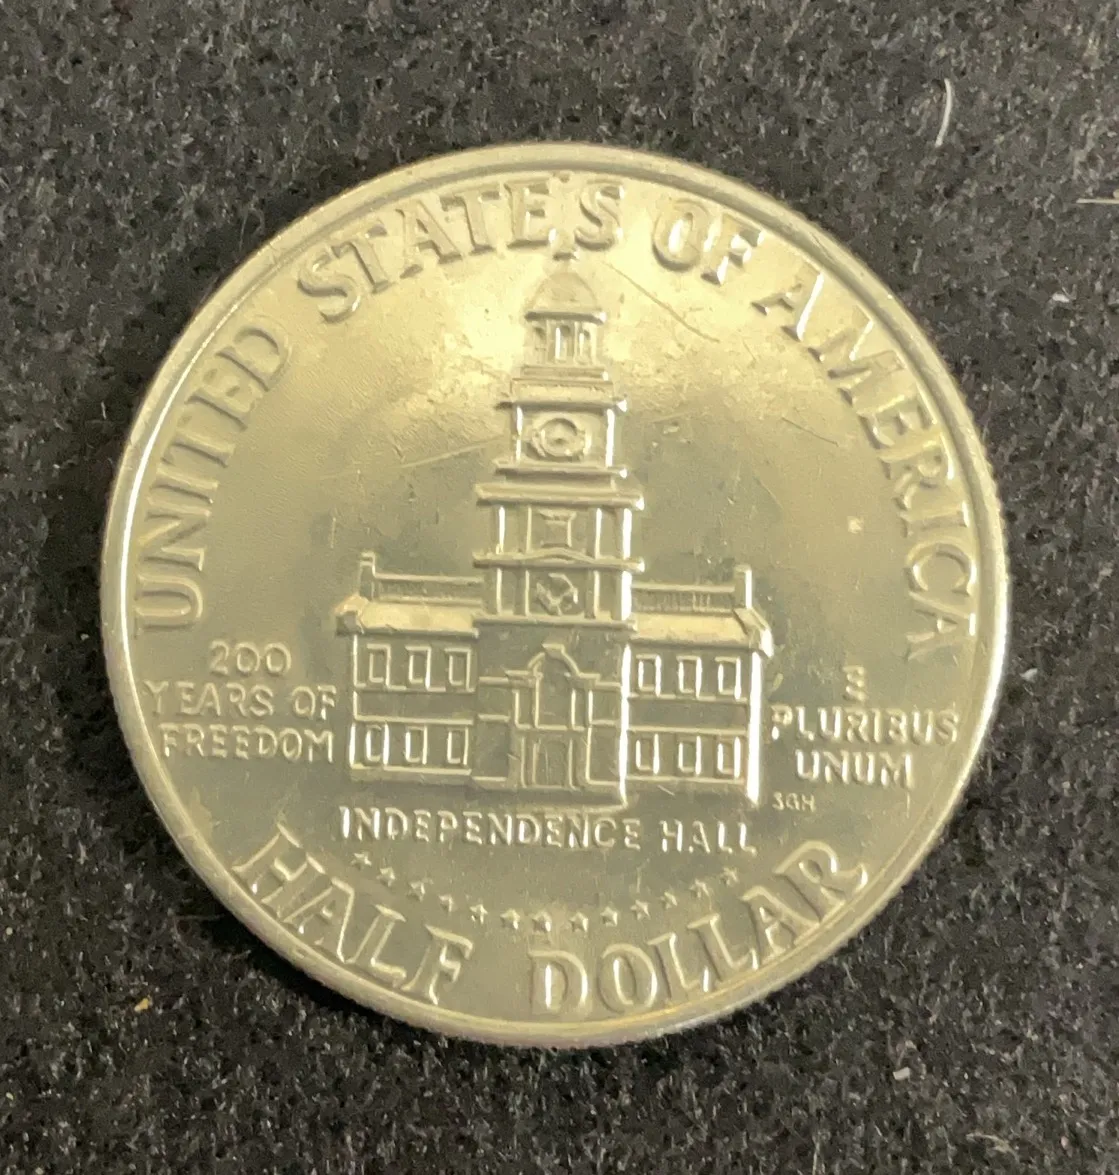 UNITED STATES OF AMERICA
200
YEARS OF
FREEDOM
E
PLURIBUS
UNUM
SGH
INDEPENDENCE HALL
HALF DOLLAR